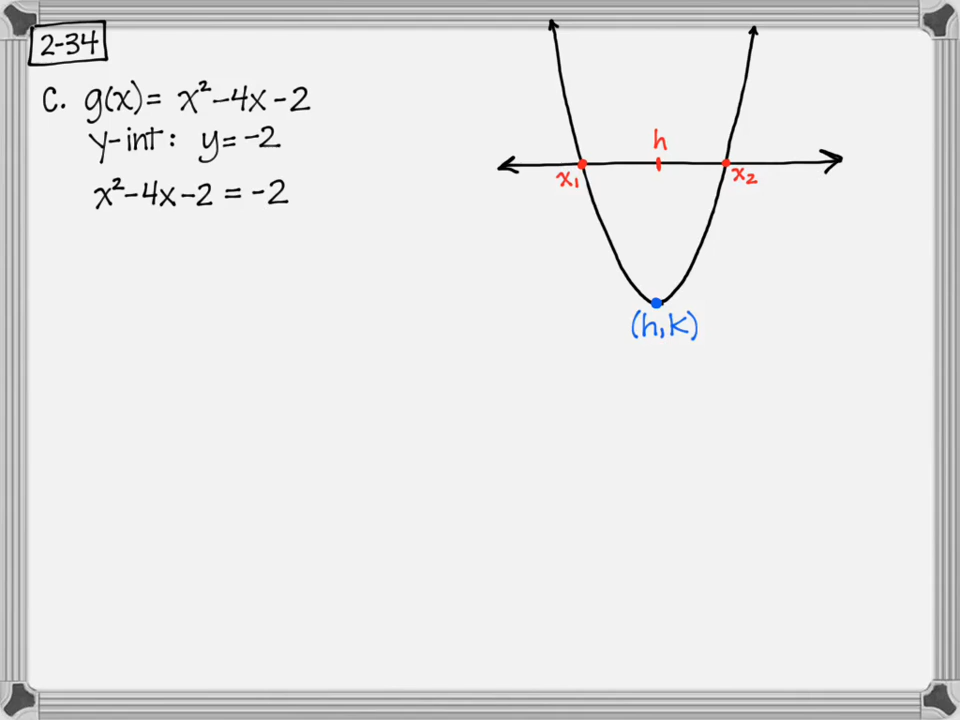 2-34
C. g(x) = x² - 4x - 2
y-int: y = -2
x² - 4x - 2 = -2
h
x₁
x₂
(h, k)